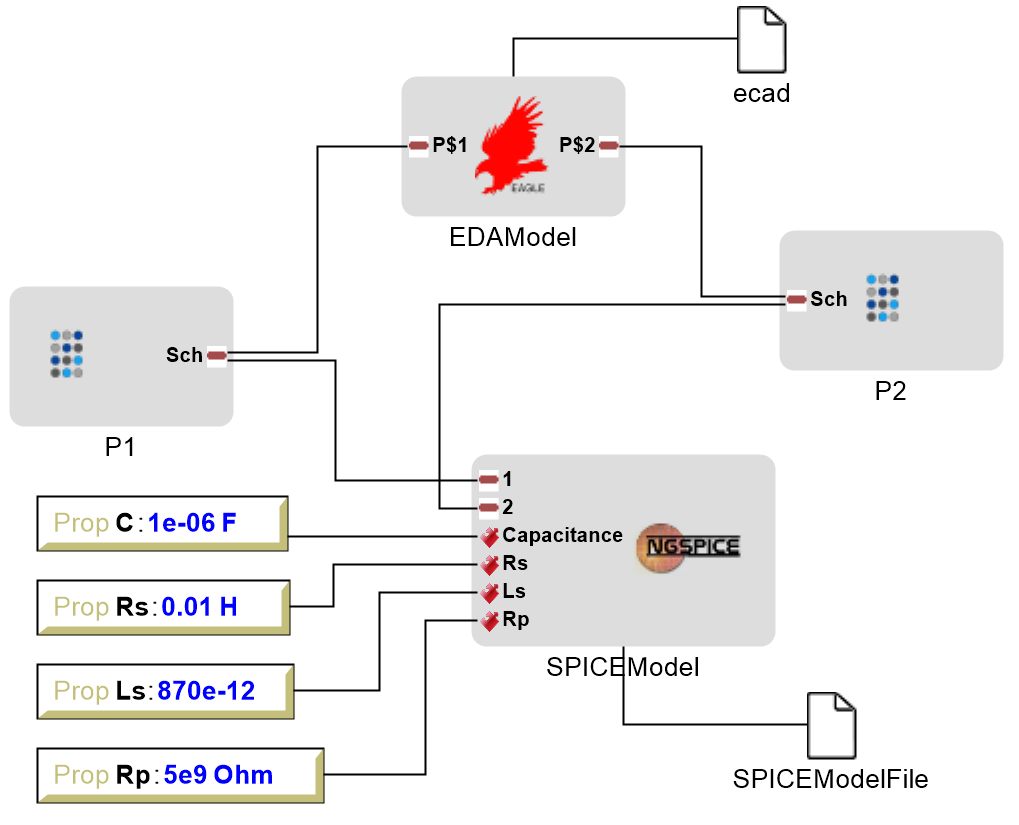 ecad
P$1
P$2
EAGLE
EDAModel
Sch
P2
Sch
P1
1
2
Capacitance
Rs
Ls
Rp
NGSPICE
SPICEModel
Prop C:1e-06 F
Prop Rs:0.01 H
Prop Ls:870e-12
Prop Rp:5e9 Ohm
SPICEModelFile